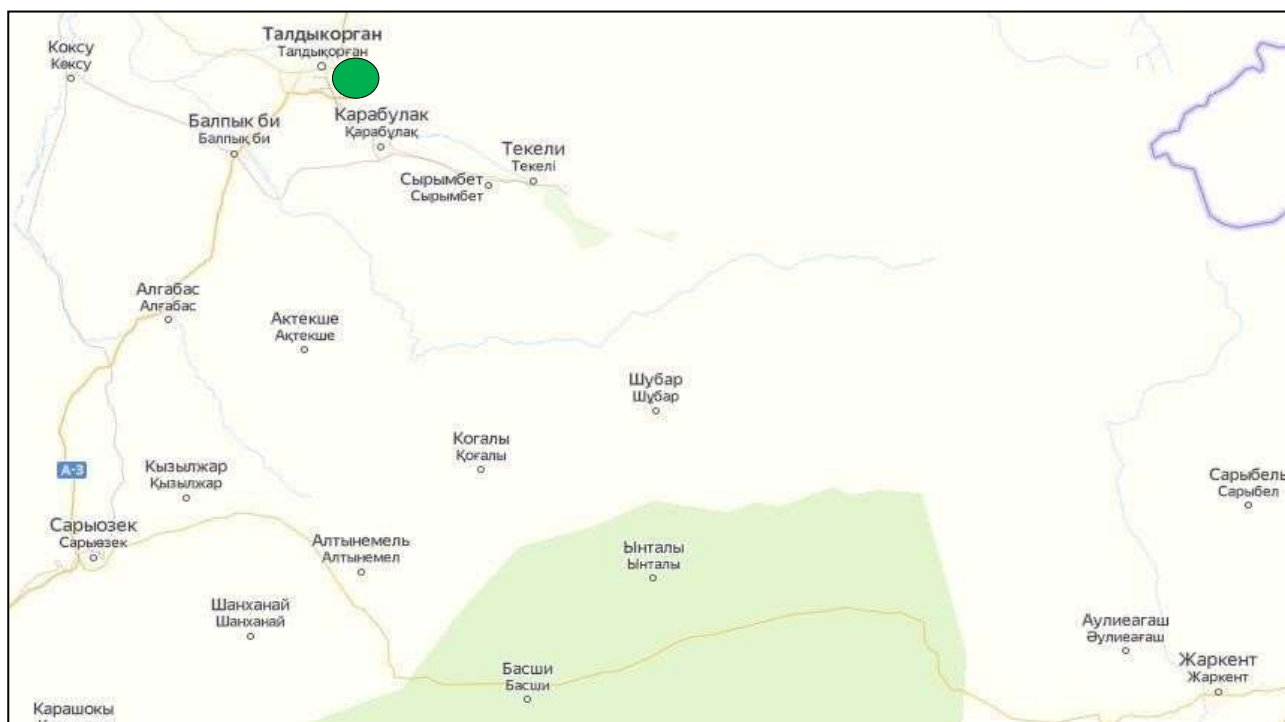 Талдыкорган
Талдықорған
Коксу
Көксу
Балпык би
Балпық би
Карабулак
Қарабұлақ
Текели
Текелі
Сырымбет
Сырымбет
Алгабас
Алғабас
Актекше
Ақтекше
Шубар
Шұбар
Когалы
Қоғалы
А-3
Кызылжар
Қызылжар
Сарыбель
Сарыбел
Сарыозек
Сарыөзек
Алтынемель
Алтынемел
Ынталы
Ынталы
Шанханай
Шанханай
Аулиеагаш
Әулиеағаш
Басши
Басши
Жаркент
Жаркент
Карашокы